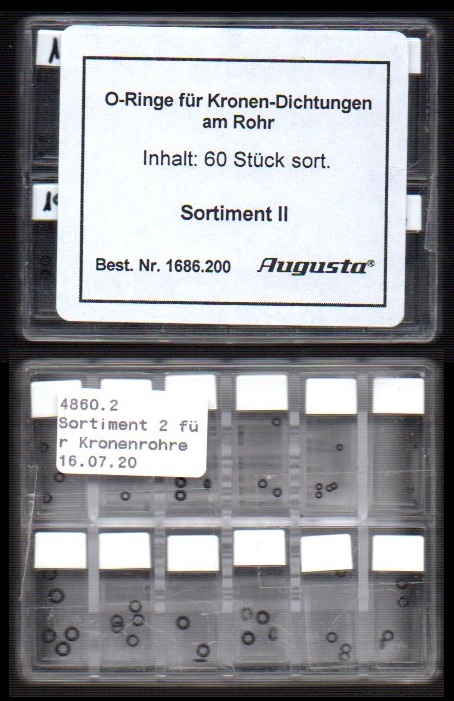 O-Ringe für Kronen-Dichtungen
am Rohr
Inhalt: 60 Stück sort.
Sortiment II
Best. Nr. 1686.200 Augusta®
4860.2
Sortiment 2 fü
r Kronenrohre
16.07.20